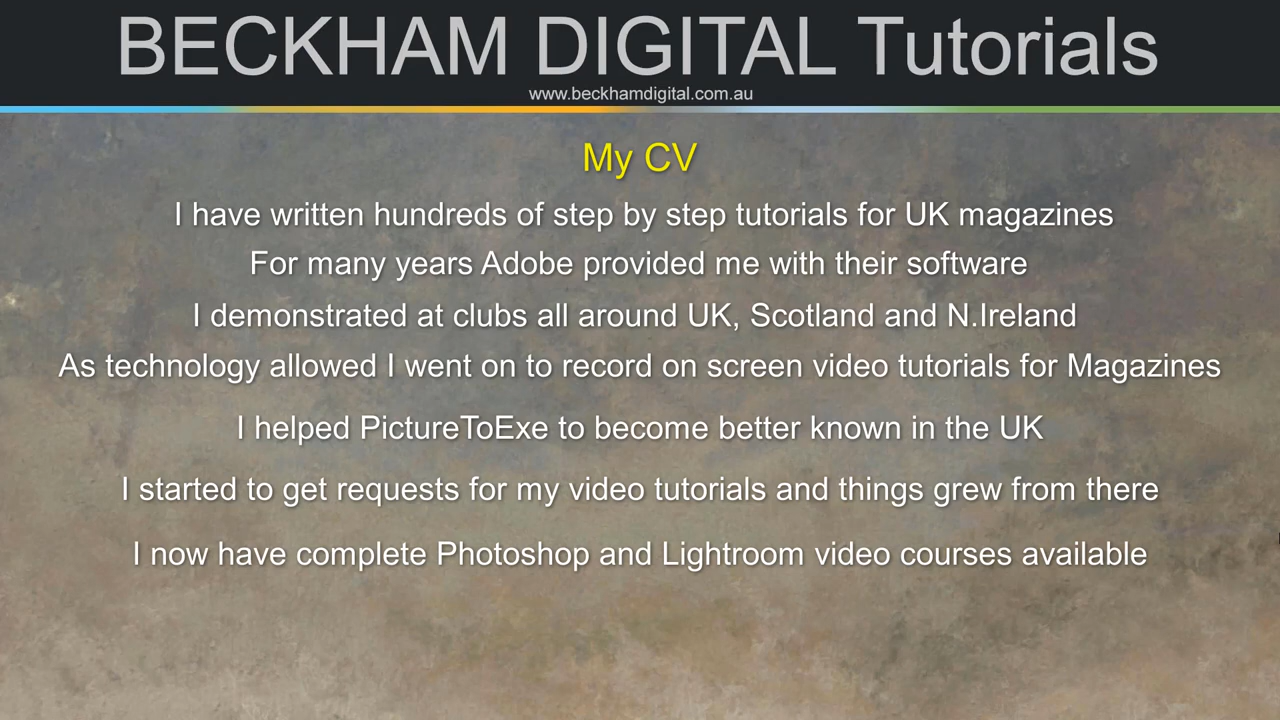 BECKHAM DIGITAL Tutorials
www.beckhamdigital.com.au
My CV
I have written hundreds of step by step tutorials for UK magazines
For many years Adobe provided me with their software
I demonstrated at clubs all around UK, Scotland and N.Ireland
As technology allowed I went on to record on screen video tutorials for Magazines
I helped PictureToExe to become better known in the UK
I started to get requests for my video tutorials and things grew from there
I now have complete Photoshop and Lightroom video courses available